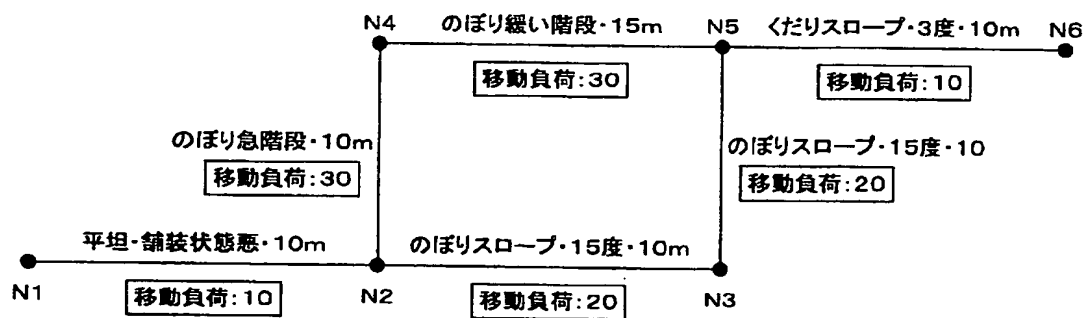 N4
のぼり緩い階段・15m
N5
くだりスロープ・3度・10m
N6
移動負荷:30
移動負荷:10
のぼり急階段・10m
移動負荷:30
のぼりスロープ・15度・10
移動負荷:20
平坦・舗装状態悪・10m
のぼりスロープ・15度・10m
N1
移動負荷:10
N2
移動負荷:20
N3